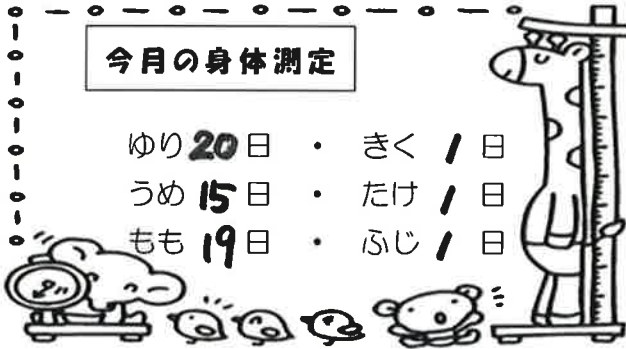 今月の身体測定
ゆり20日 ・ きく 1日
うめ15日 ・ たけ 1日
もも19日 ・ ふじ 1日